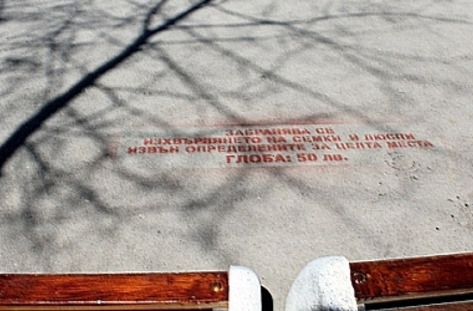 ЗАБРАНЯВА СЕ
ИЗХВЪРЛЯНЕТО НА СЕМКИ И ЛЮСПИ
ИЗВЪН ОПРЕДЕЛЕНИТЕ ЗА ЦЕЛТА МЕСТА
ГЛОБА: 50 лв.